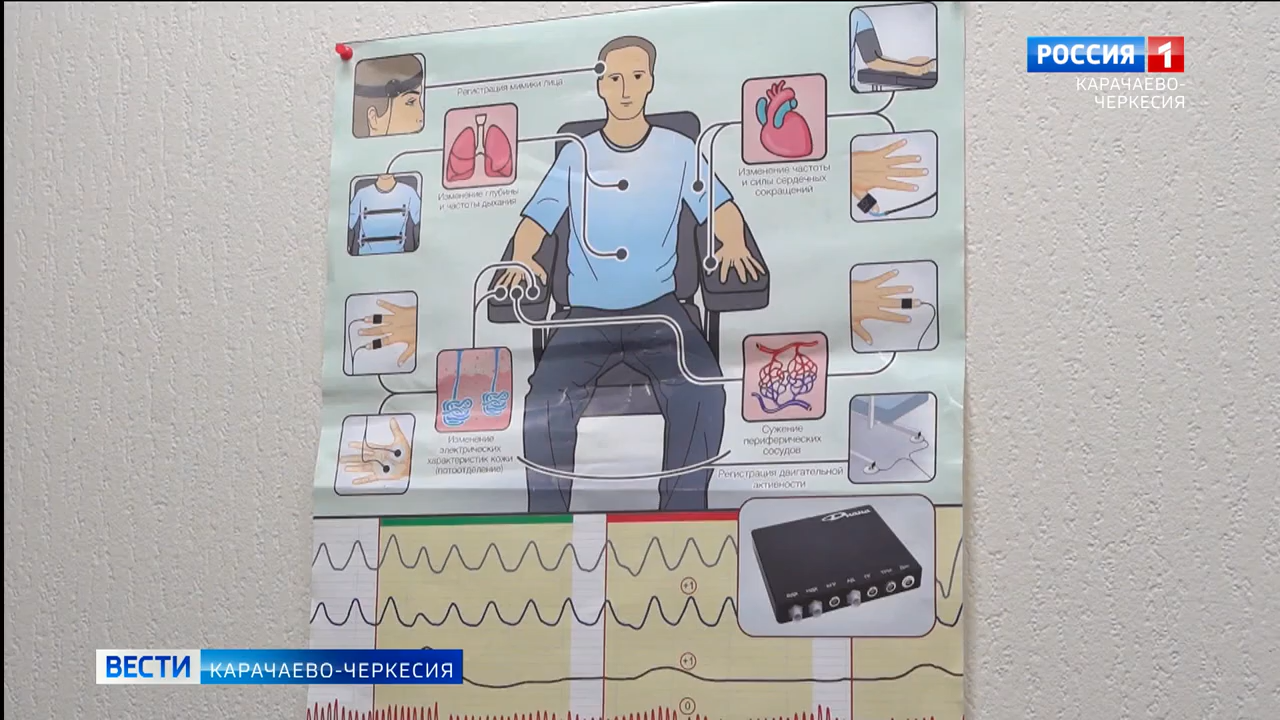 РОССИЯ 1
КАРАЧАЕВО-
ЧЕРКЕСИЯ
Регистрация мимики лица
Изменение глубины
и частоты дыхания
Изменение частоты
и силы сердечных
сокращений
Изменение
электрических
характеристик кожи
(потоотделение)
Сужение
периферических
сосудов
Регистрация двигательной
активности
Диана
+1
+1
0
ВЕСТИ КАРАЧАЕВО-ЧЕРКЕСИЯ